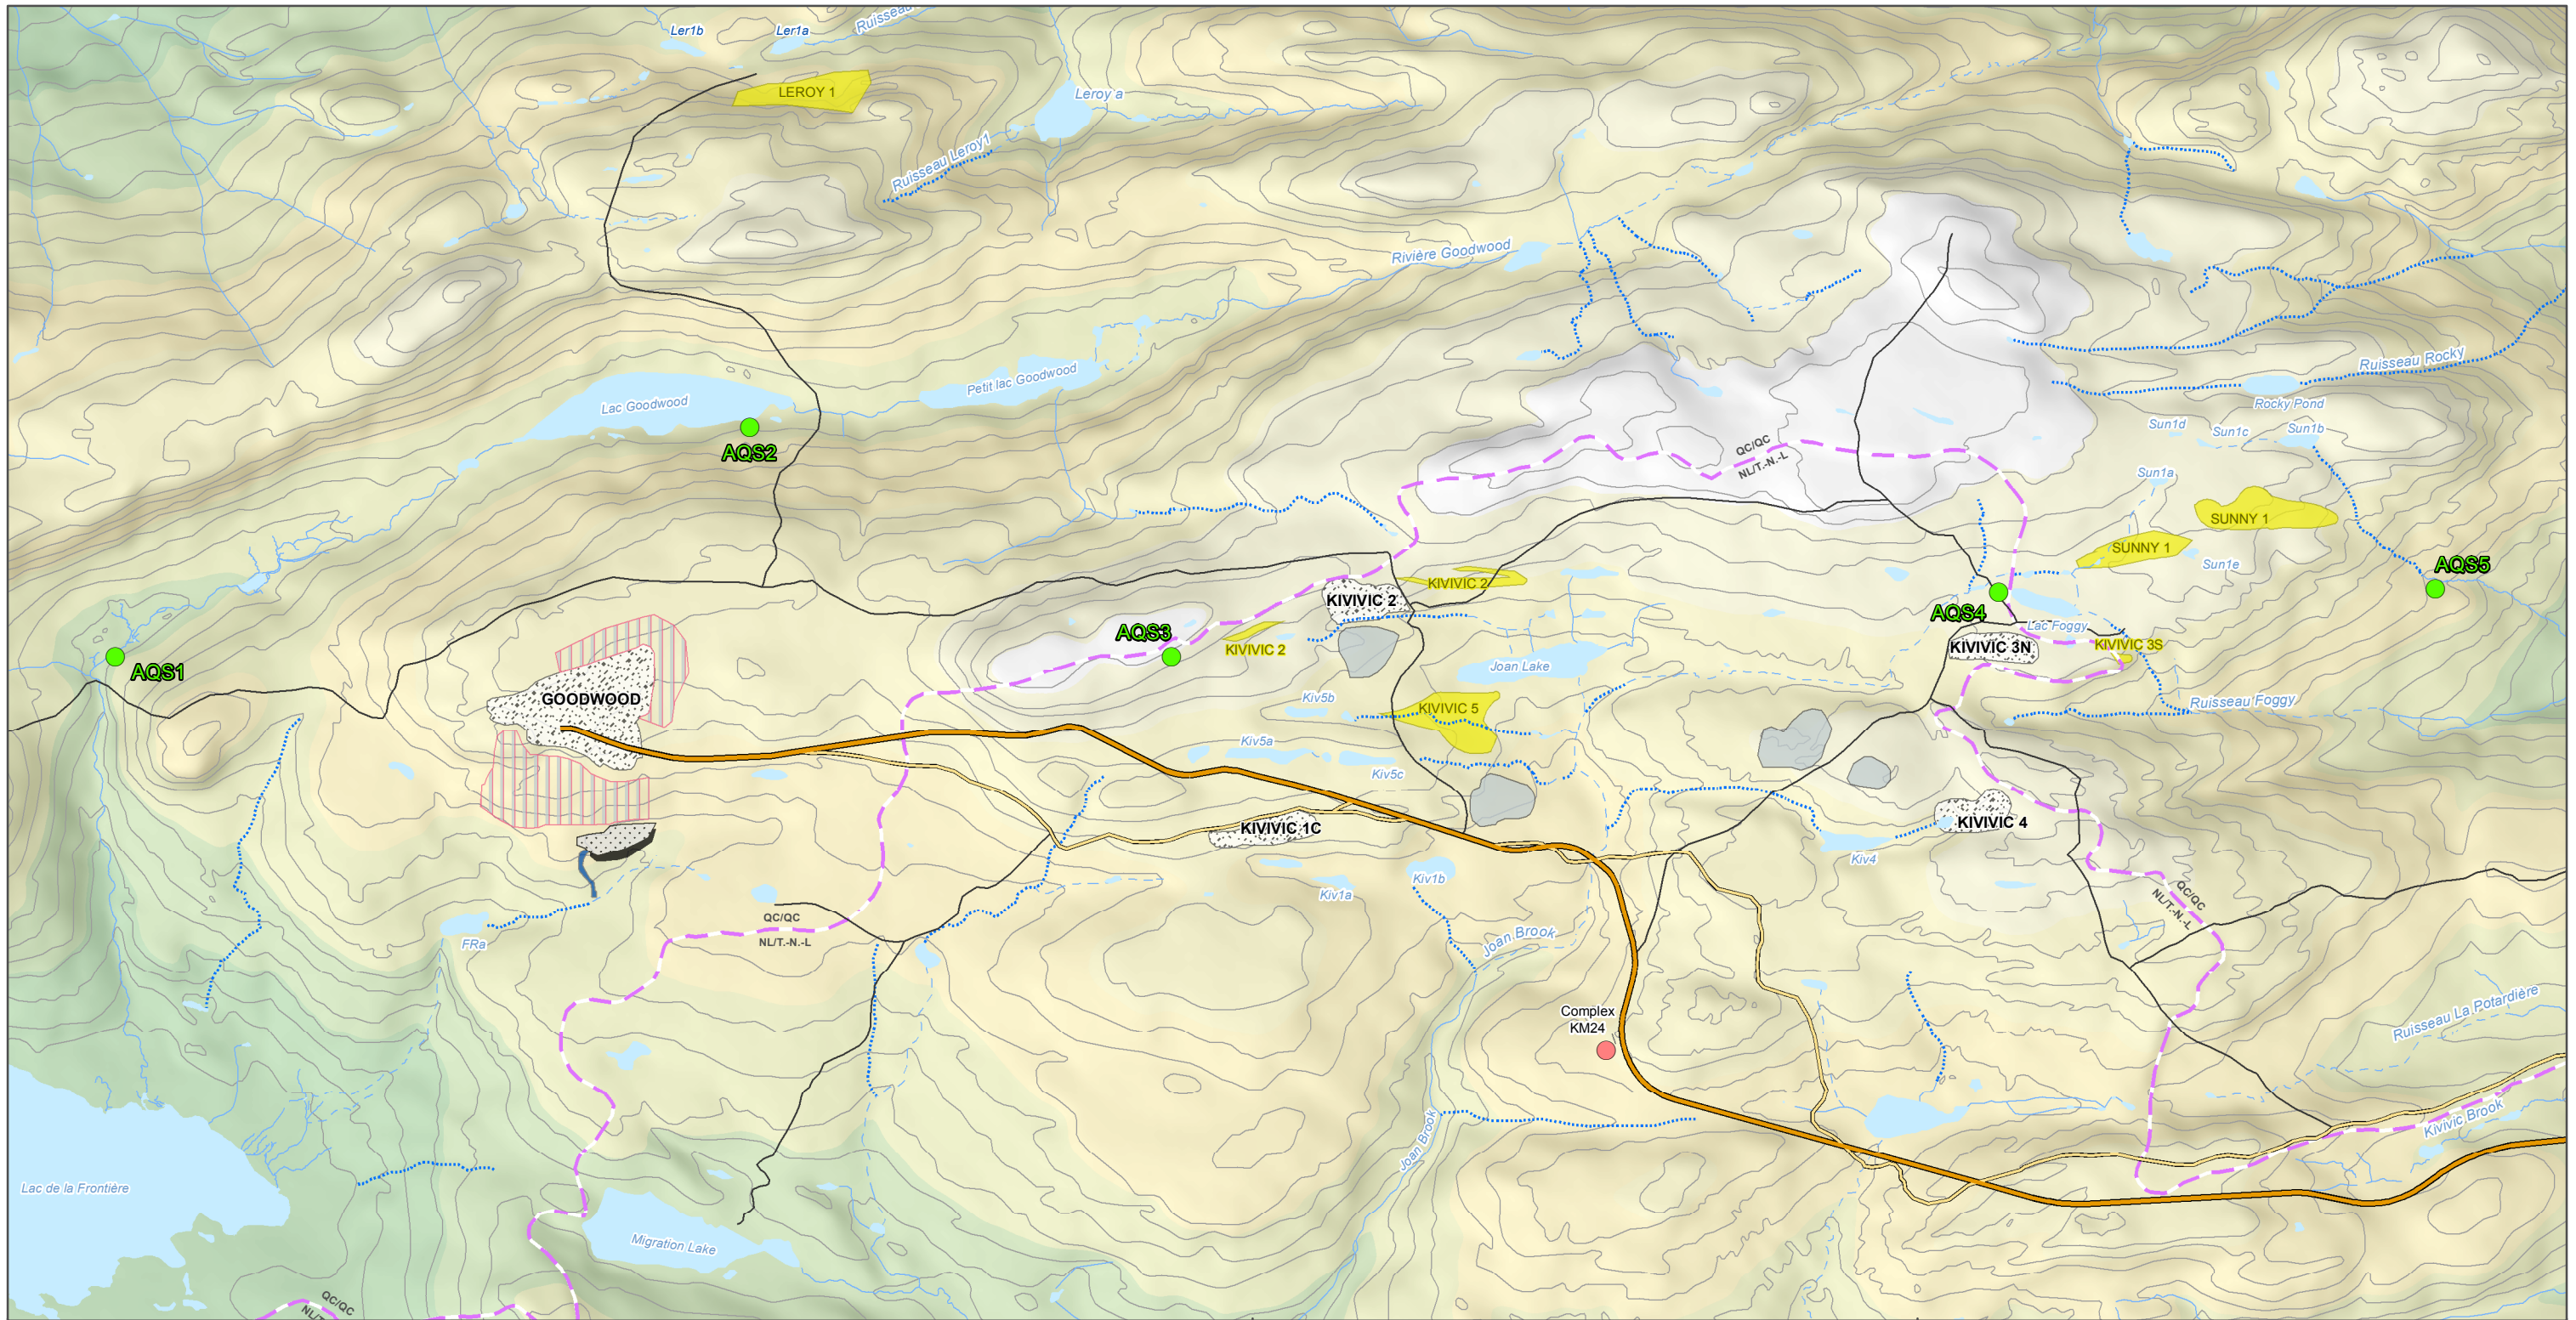 Ler1b
Ler1a
Ruisseau
LEROY 1
Leroy a
Ruisseau Leroy1
Rivière Goodwood
Petit lac Goodwood
Lac Goodwood
AQS2
Ruisseau Rocky
Rocky Pond
Sun1d
Sun1c
Sun1b
QC/QC
NL/T.-N.-L
Sun1a
SUNNY 1
SUNNY 1
Sun1e
AQS5
KIVIVIC 2
KIVIVIC 2
AQS4
Lac Foggy
AQS3
KIVIVIC 2
KIVIVIC 3N
KIVIVIC 3S
AQS1
Joan Lake
GOODWOOD
Kiv5b
KIVIVIC 5
Ruisseau Foggy
Kiv5a
Kiv5c
KIVIVIC 1C
KIVIVIC 4
Kiv4
Kiv1b
Kiv1a
QC/QC
NL/T.-N.-L
QC/QC
NL/T.-N.-L
FRa
Joan Brook
Complex
KM24
Ruisseau La Potardière
Kivivic Brook
Joan Brook
Lac de la Frontière
Migration Lake
QC/QC
NL/T